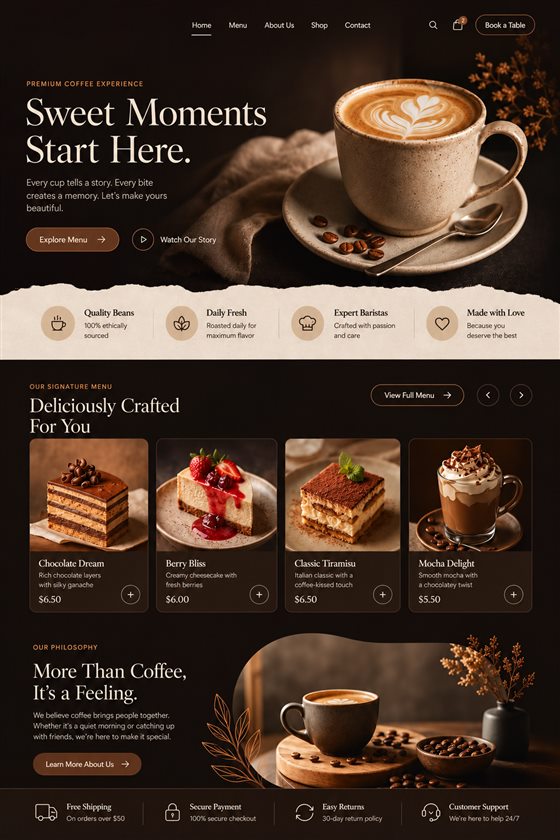 Home Menu About Us Shop Contact
2
Book a Table
PREMIUM COFFEE EXPERIENCE
Sweet Moments
Start Here.
Every cup tells a story. Every bite
creates a memory. Let's make yours
beautiful.
Explore Menu
Watch Our Story
Quality Beans
100% ethically
sourced
Daily Fresh
Roasted daily for
maximum flavor
Expert Baristas
Crafted with passion
and care
Made with Love
Because you
deserve the best
OUR SIGNATURE MENU
Deliciously Crafted
For You
View Full Menu
Chocolate Dream
Rich chocolate layers
with silky ganache
$6.50
Berry Bliss
Creamy cheesecake with
fresh berries
$6.00
Classic Tiramisu
Italian classic with a
coffee-kissed touch
$6.50
Mocha Delight
Smooth mocha with
a chocolatey twist
$5.50
OUR PHILOSOPHY
More Than Coffee,
It's a Feeling.
We believe coffee brings people together.
Whether it's a quiet morning or catching up
with friends, we're here to make it special.
Learn More About Us
Free Shipping
On orders over $50
Secure Payment
100% secure checkout
Easy Returns
30-day return policy
Customer Support
We're here to help 24/7